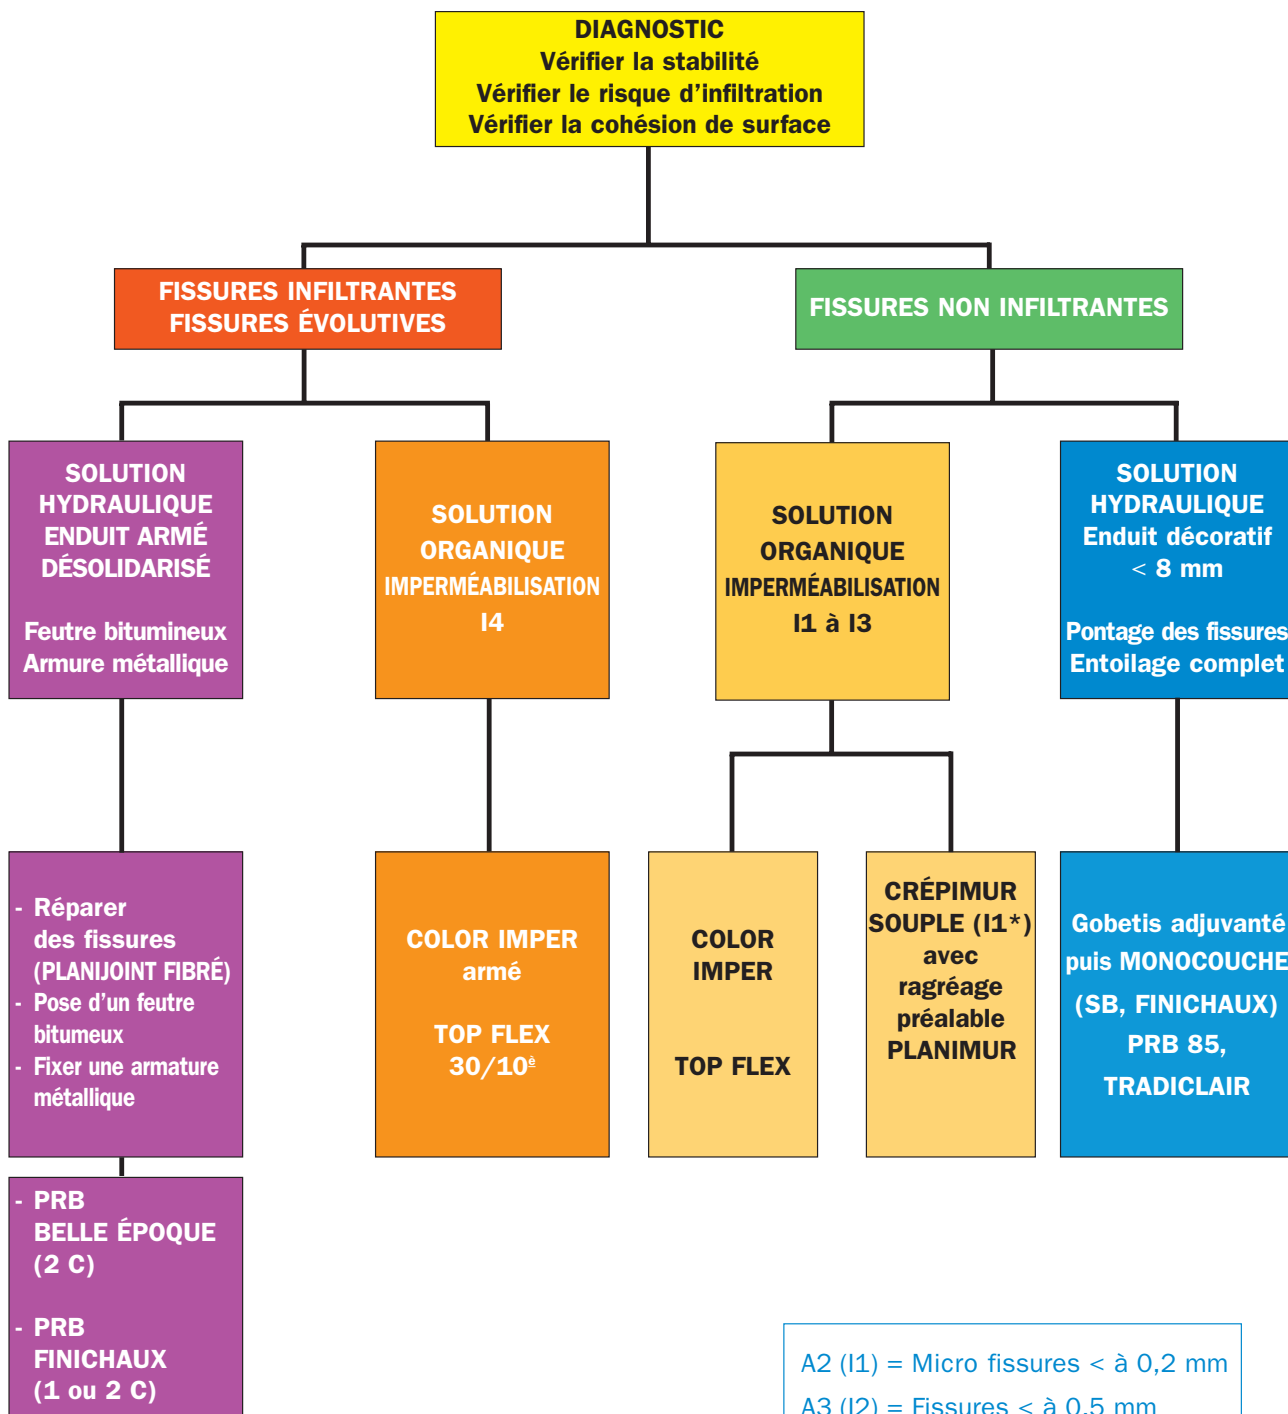 DIAGNOSTIC
Vérifier la stabilité
Vérifier le risque d’infiltration
Vérifier la cohésion de surface
FISSURES INFILTRANTES
FISSURES ÉVOLUTIVES
FISSURES NON INFILTRANTES
SOLUTION
HYDRAULIQUE
ENDUIT ARMÉ
DÉSOLIDARISÉ
Feutre bitumineux
Armure métallique
SOLUTION
ORGANIQUE
IMPERMÉABILISATION
I4
SOLUTION
ORGANIQUE
IMPERMÉABILISATION
I1 à I3
SOLUTION
HYDRAULIQUE
Enduit décoratif
< 8 mm
Pontage des fissures
Entoilage complet
- Réparer
des fissures
(PLANIJOINT FIBRÉ)
- Pose d’un feutre
bitumeux
- Fixer une armature
métallique
COLOR IMPER
armé
TOP FLEX
30/10è
COLOR
IMPER
TOP FLEX
CRÉPIMUR
SOUPLE (I1*)
avec
ragréage
préalable
PLANIMUR
Gobetis adjuvanté
puis MONOCOUCHE
(SB, FINICHAUX)
PRB 85,
TRADICLAIR
- PRB
BELLE ÉPOQUE
(2 C)
- PRB
FINICHAUX
(1 ou 2 C)
A2 (I1) = Micro fissures < à 0,2 mm
A3 (I2) = Fissures < à 0,5 mm